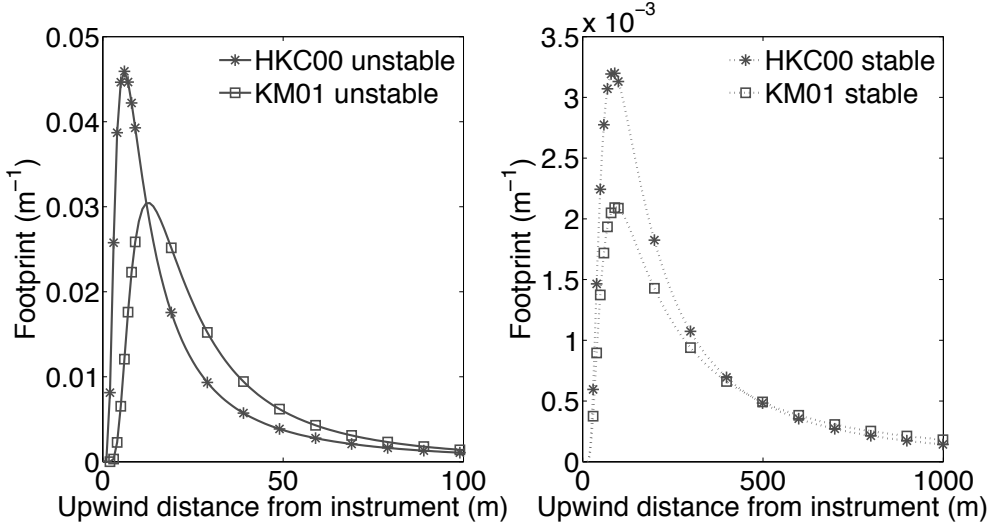 0.05
0.04
0.03
0.02
0.01
0
Footprint (m⁻¹)
HKC00 unstable
KM01 unstable
0 50 100
Upwind distance from instrument (m)
x 10⁻³
3.5
3
2.5
2
1.5
1
0.5
0
Footprint (m⁻¹)
HKC00 stable
KM01 stable
0 500 1000
Upwind distance from instrument (m)